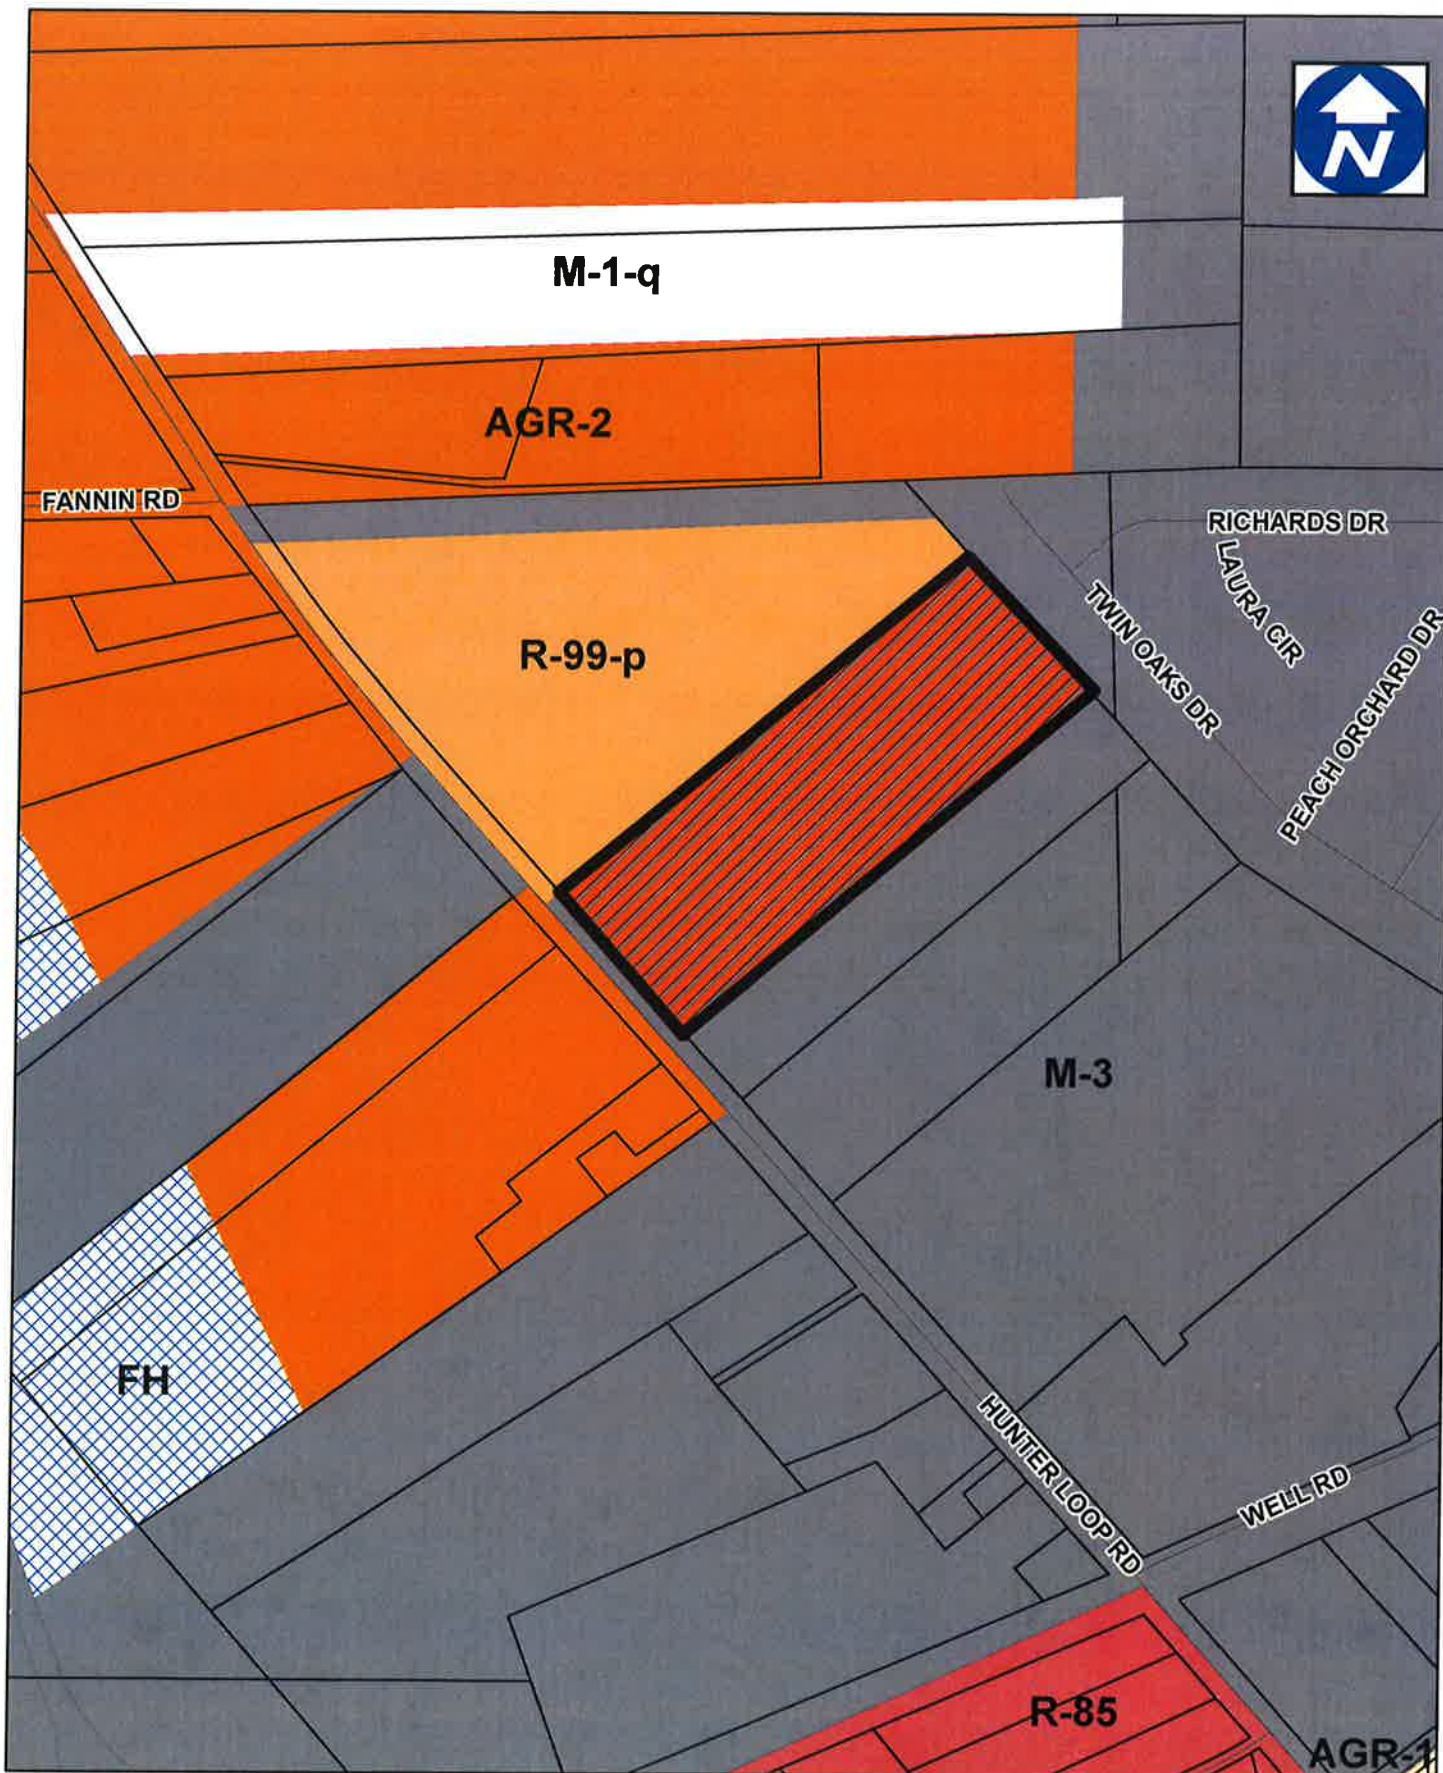 N
M-1-q
AGR-2
FANNIN RD
RICHARDS DR
LAURA CIR
TWIN OAKS DR
PEACH ORCHARD DR
R-99-p
M-3
FH
HUNTER LOOP RD
WELL RD
R-85
AGR-1